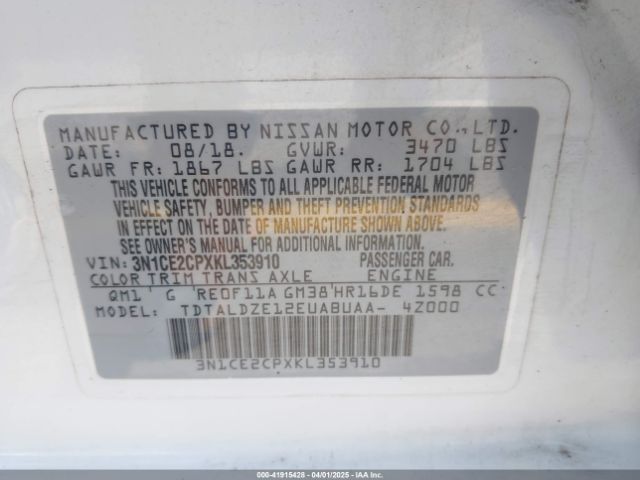 MANUFACTURED BY NISSAN MOTOR CO.,LTD.
DATE: 08/18. GVWR: 3470 LBS
GAWR FR: 1867 LBS GAWR RR: 1704 LBS
THIS VEHICLE CONFORMS TO ALL APPLICABLE FEDERAL MOTOR
VEHICLE SAFETY, BUMPER AND THEFT PREVENTION STANDARDS
IN EFFECT ON THE DATE OF MANUFACTURE SHOWN ABOVE.
SEE OWNER'S MANUAL FOR ADDITIONAL INFORMATION.
VIN: 3N1CE2CPXKL353910 PASSENGER CAR.
COLOR TRIM TRANS AXLE ENGINE
QM1 G RE0F11A GM38 HR16DE 1598 CC
MODEL: TDTALDZE12EUABUAA- 4Z000
3N1CE2CPXKL353910
000-41915428 - 04/01/2025 - IAA Inc.